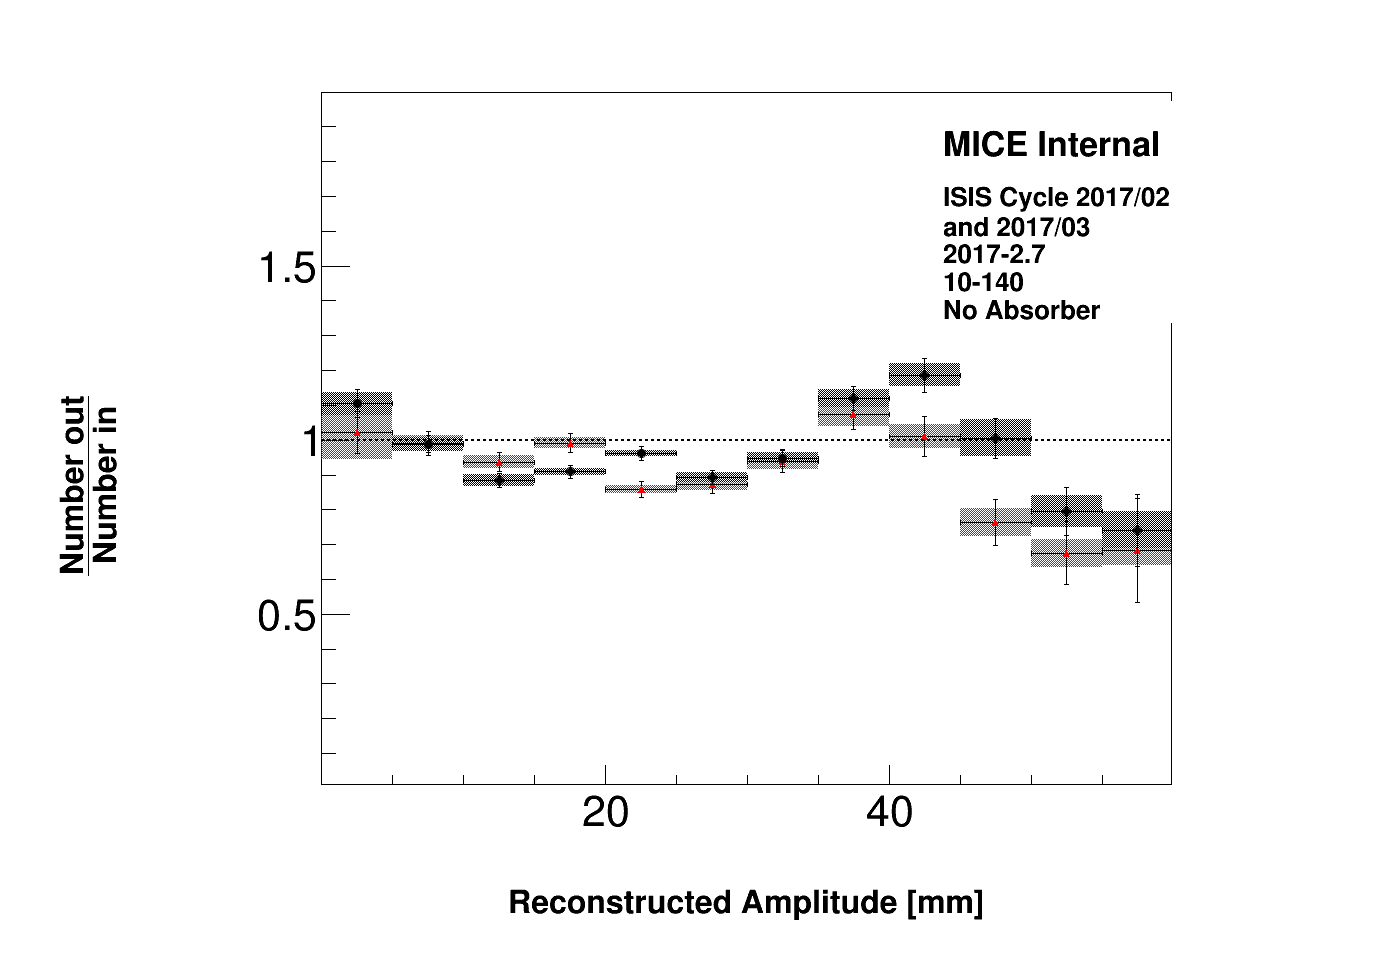 MICE Internal
ISIS Cycle 2017/02
and 2017/03
2017-2.7
10-140
No Absorber
1.5
1
0.5
Number out
Number in
20
40
Reconstructed Amplitude [mm]